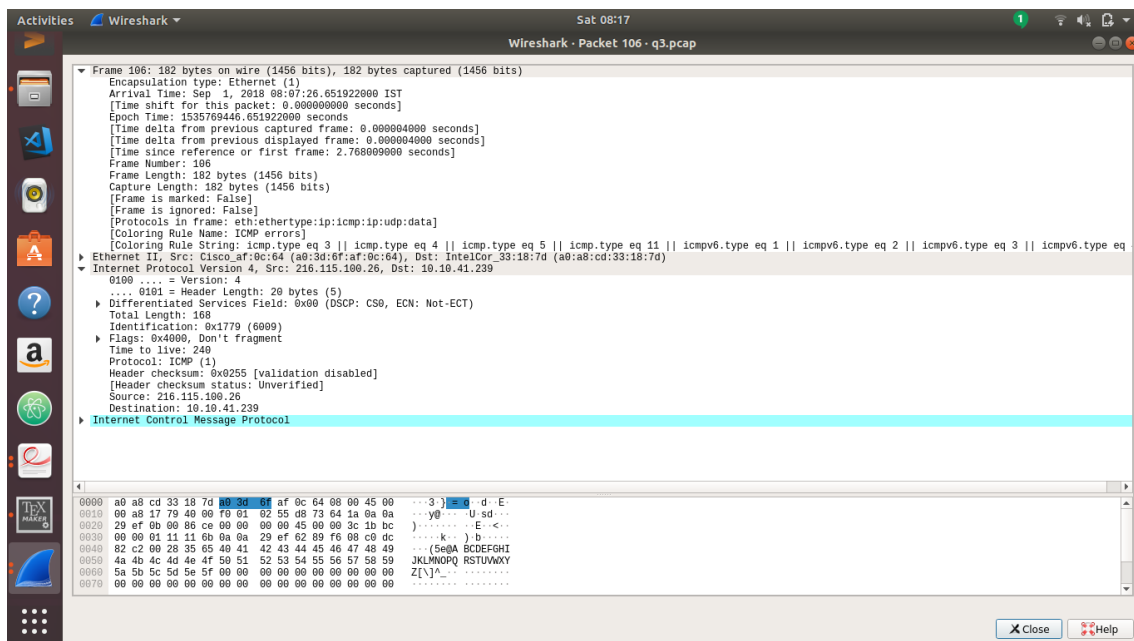 Activities Wireshark Sat 08:17 1
Wireshark · Packet 106 · q3.pcap
Frame 106: 182 bytes on wire (1456 bits), 182 bytes captured (1456 bits)
Encapsulation type: Ethernet (1)
Arrival Time: Sep 1, 2018 08:07:26.651922000 IST
[Time shift for this packet: 0.000000000 seconds]
Epoch Time: 1535769446.651922000 seconds
[Time delta from previous captured frame: 0.000004000 seconds]
[Time delta from previous displayed frame: 0.000004000 seconds]
[Time since reference or first frame: 2.768009000 seconds]
Frame Number: 106
Frame Length: 182 bytes (1456 bits)
Capture Length: 182 bytes (1456 bits)
[Frame is marked: False]
[Frame is ignored: False]
[Protocols in frame: eth:ethertype:ip:icmp:ip:udp:data]
[Coloring Rule Name: ICMP errors]
[Coloring Rule String: icmp.type eq 3 || icmp.type eq 4 || icmp.type eq 5 || icmp.type eq 11 || icmpv6.type eq 1 || icmpv6.type eq 2 || icmpv6.type eq 3 || icmpv6.type eq
Ethernet II, Src: Cisco_af:0c:64 (a0:3d:6f:af:0c:64), Dst: IntelCor_33:18:7d (a0:a8:cd:33:18:7d)
Internet Protocol Version 4, Src: 216.115.100.26, Dst: 10.10.41.239
0100 .... = Version: 4
.... 0101 = Header Length: 20 bytes (5)
Differentiated Services Field: 0x00 (DSCP: CS0, ECN: Not-ECT)
Total Length: 168
Identification: 0x1779 (6009)
Flags: 0x4000, Don't fragment
Time to live: 240
Protocol: ICMP (1)
Header checksum: 0x0255 [validation disabled]
[Header checksum status: Unverified]
Source: 216.115.100.26
Destination: 10.10.41.239
Internet Control Message Protocol
0000 a0 a8 cd 33 18 7d a0 3d 6f af 0c 64 08 00 45 00 ···3·}·=o··d··E·
0010 00 a8 17 79 40 00 f0 01 02 55 d8 73 64 1a 0a 0a ···y@····U·sd···
0020 29 ef 0b 00 86 ce 00 00 00 00 45 00 00 3c 1b bc )·········E··<··
0030 00 00 01 11 11 6b 0a 0a 29 ef 62 89 f6 08 c0 dc ·····k··)·b·····
0040 82 c2 00 28 35 65 40 41 42 43 44 45 46 47 48 49 ···(5e@ABCDEFGHI
0050 4a 4b 4c 4d 4e 4f 50 51 52 53 54 55 56 57 58 59 JKLMNOPQRSTUVWXY
0060 5a 5b 5c 5d 5e 5f 00 00 00 00 00 00 00 00 00 00 Z[\]^_··········
0070 00 00 00 00 00 00 00 00 00 00 00 00 00 00 00 00 ················
TEX
MAKER
Close Help